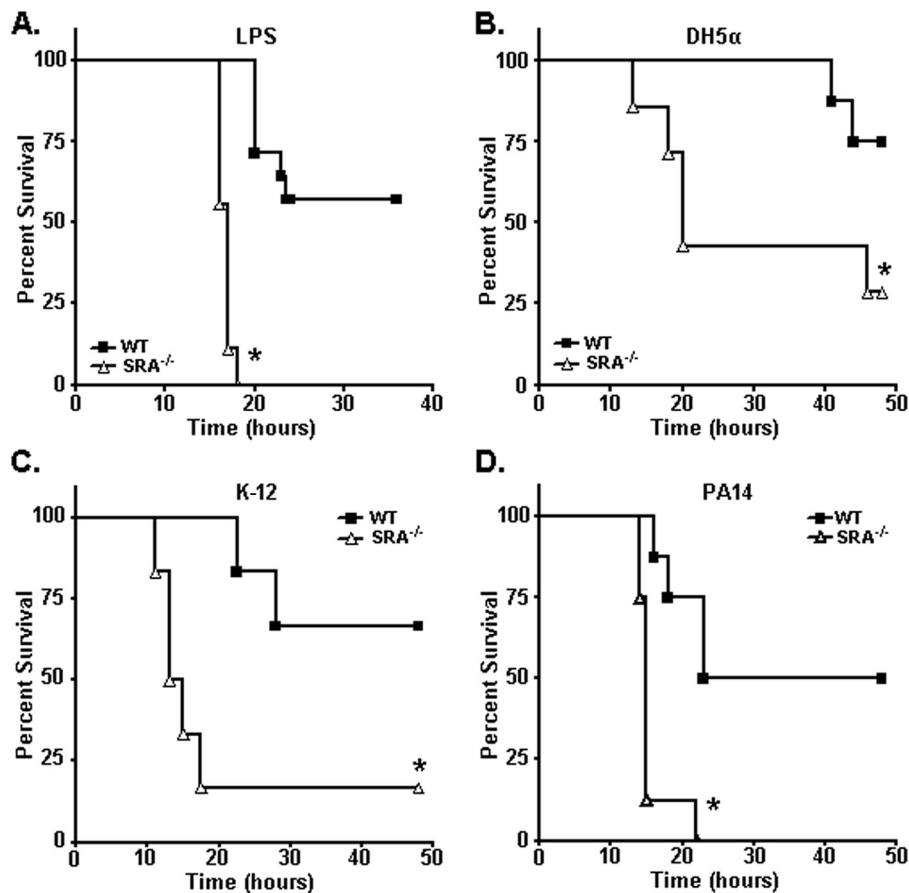 A.
LPS
100
75
50
25
0
Percent Survival
WT
SRA-/-
*
0 10 20 30 40
Time (hours)
B.
DH5α
100
75
50
25
0
Percent Survival
WT
SRA-/-
*
0 10 20 30 40 50
Time (hours)
C.
K-12
100
75
50
25
0
Percent Survival
WT
SRA-/-
*
0 10 20 30 40 50
Time (hours)
D.
PA14
100
75
50
25
0
Percent Survival
WT
SRA-/-
*
0 10 20 30 40 50
Time (hours)